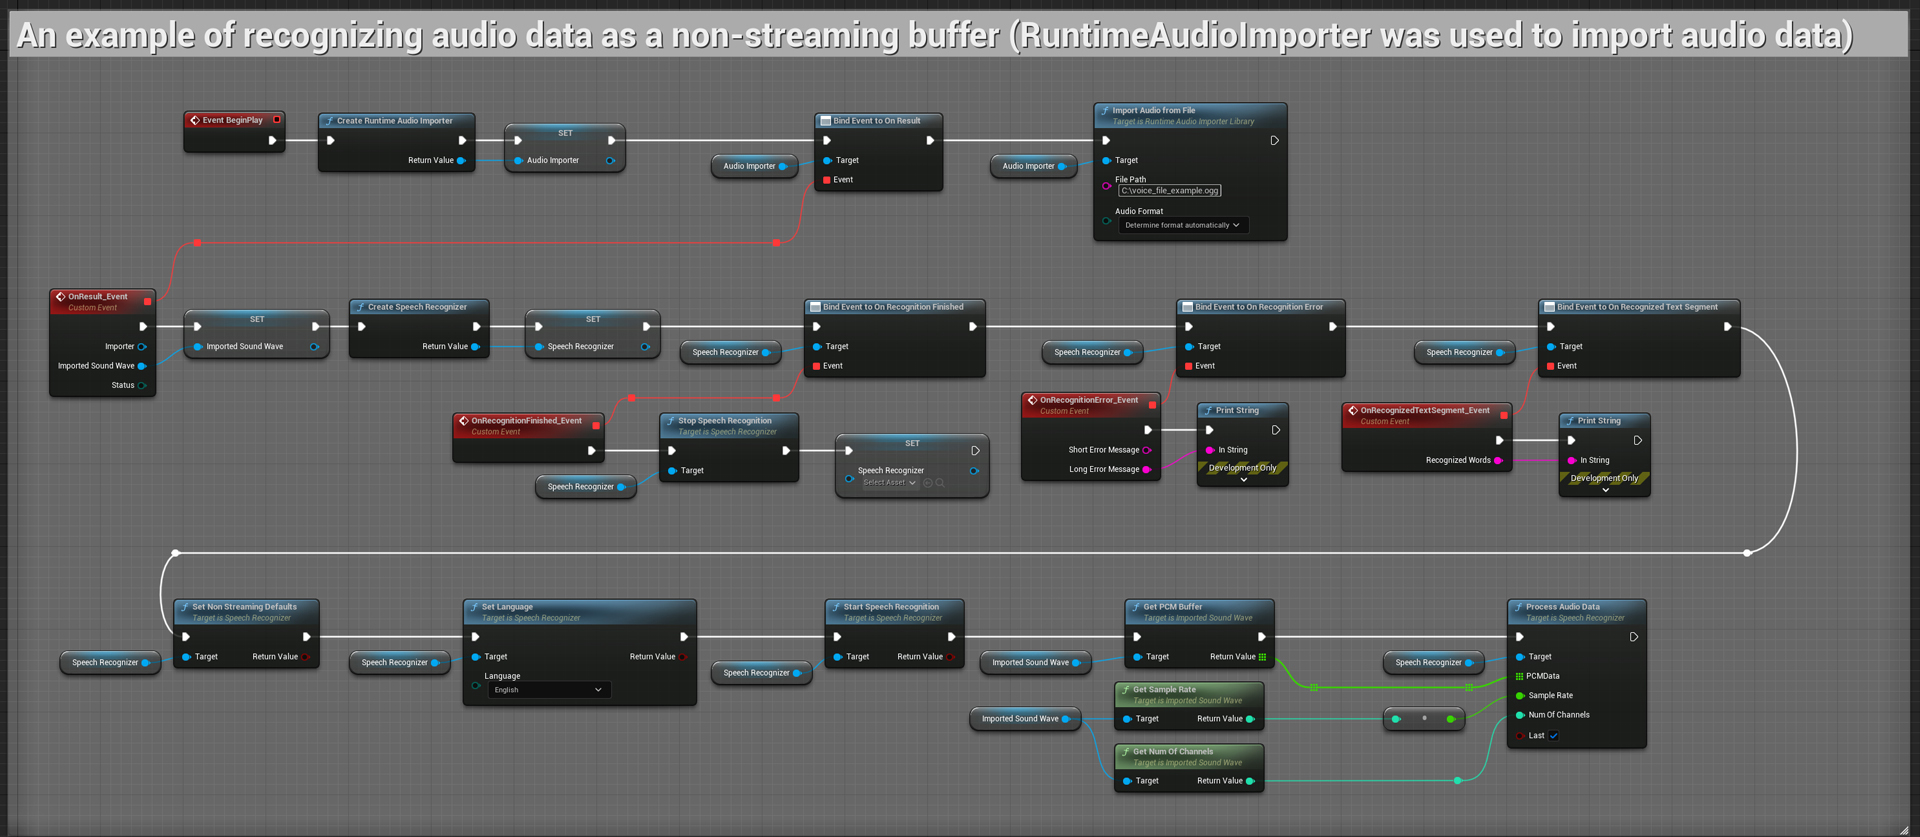 An example of recognizing audio data as a non-streaming buffer (RuntimeAudioImporter was used to import audio data)
Event BeginPlay
Create Runtime Audio Importer
Return Value
SET
Audio Importer
Audio Importer
Bind Event to On Result
Target
Event
Audio Importer
Import Audio from File
Target is Runtime Audio Importer Library
Target
File Path
C:\voice_file_example.ogg
Audio Format
Determine format automatically
OnResult_Event
Custom Event
Importer
Imported Sound Wave
Status
SET
Imported Sound Wave
Create Speech Recognizer
Return Value
SET
Speech Recognizer
Speech Recognizer
Bind Event to On Recognition Finished
Target
Event
Speech Recognizer
Bind Event to On Recognition Error
Target
Event
Speech Recognizer
Bind Event to On Recognized Text Segment
Target
Event
OnRecognitionFinished_Event
Custom Event
Speech Recognizer
Stop Speech Recognition
Target is Speech Recognizer
Target
SET
Speech Recognizer
Select Asset
OnRecognitionError_Event
Custom Event
Short Error Message
Long Error Message
Print String
In String
Development Only
OnRecognizedTextSegment_Event
Custom Event
Recognized Words
Print String
In String
Development Only
Speech Recognizer
Set Non Streaming Defaults
Target is Speech Recognizer
Target Return Value
Speech Recognizer
Set Language
Target is Speech Recognizer
Target Return Value
Language
English
Speech Recognizer
Start Speech Recognition
Target is Speech Recognizer
Target Return Value
Imported Sound Wave
Get PCM Buffer
Target is Imported Sound Wave
Target Return Value
Imported Sound Wave
Get Sample Rate
Target is Imported Sound Wave
Target Return Value
Get Num Of Channels
Target is Imported Sound Wave
Target Return Value
Speech Recognizer
Process Audio Data
Target is Speech Recognizer
Target
PCMData
Sample Rate
Num Of Channels
Last